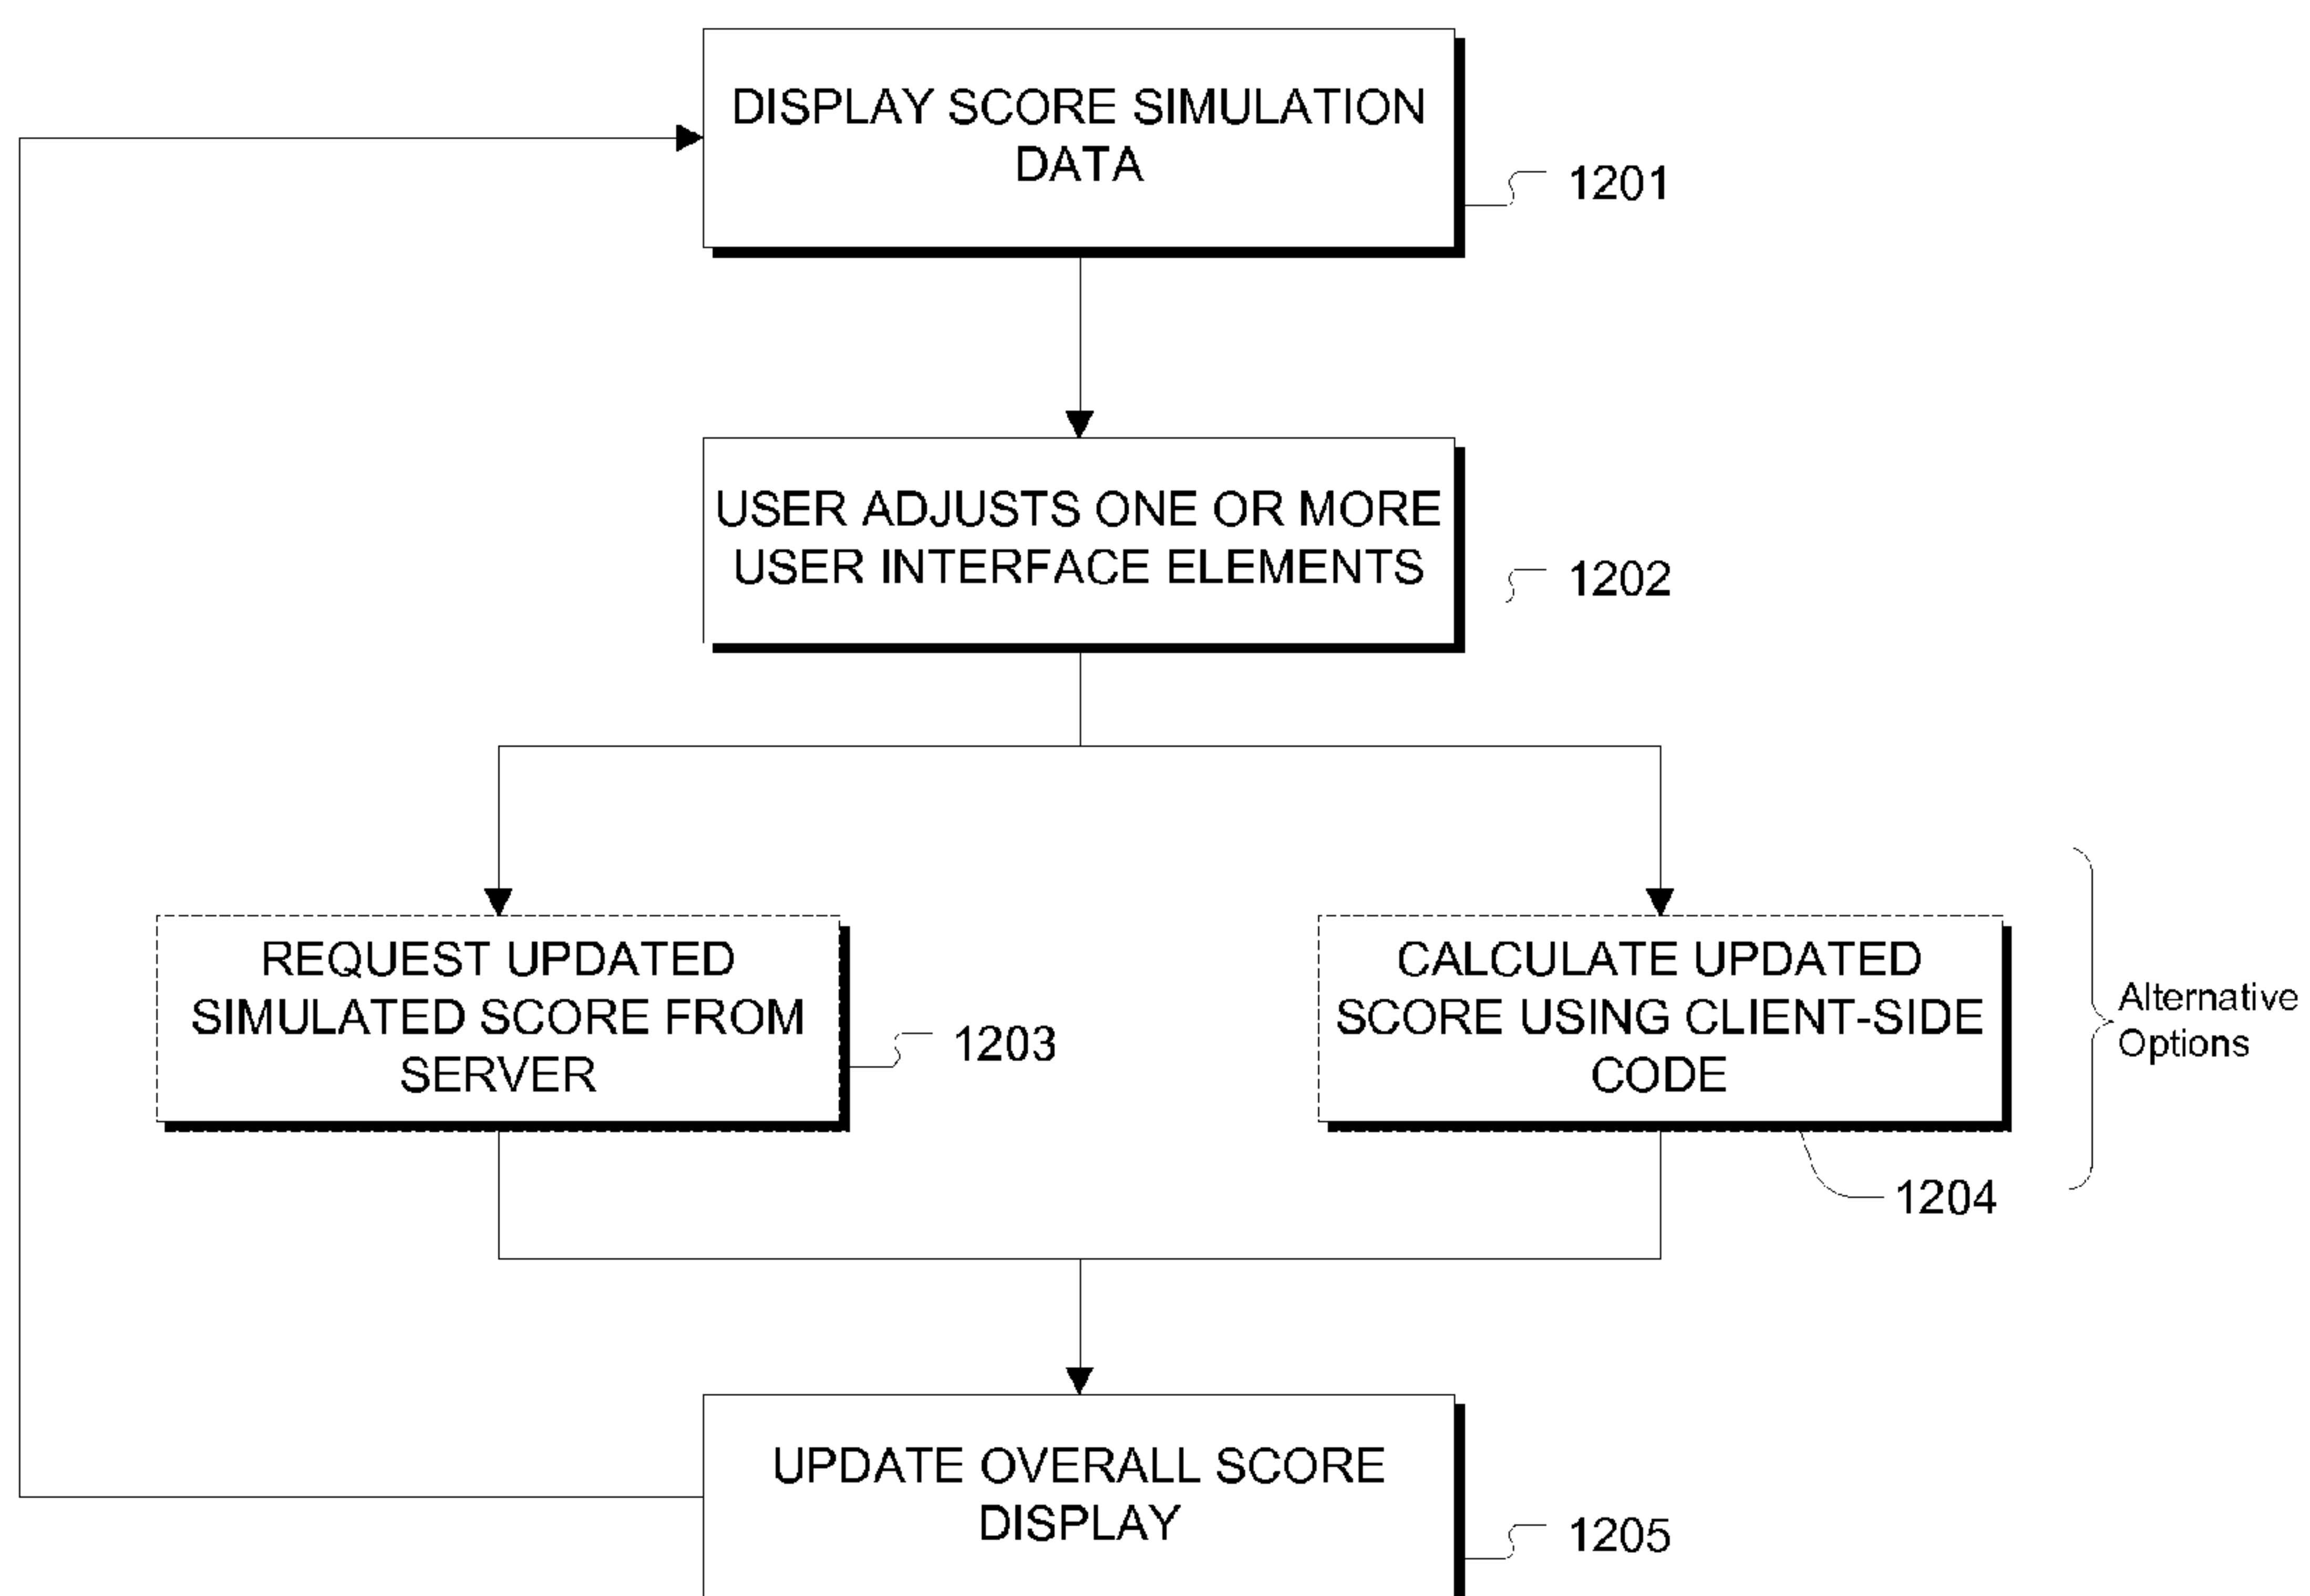 DISPLAY SCORE SIMULATION
DATA
1201
USER ADJUSTS ONE OR MORE
USER INTERFACE ELEMENTS
1202
REQUEST UPDATED
SIMULATED SCORE FROM
SERVER
1203
CALCULATE UPDATED
SCORE USING CLIENT-SIDE
CODE
1204
Alternative
Options
UPDATE OVERALL SCORE
DISPLAY
1205